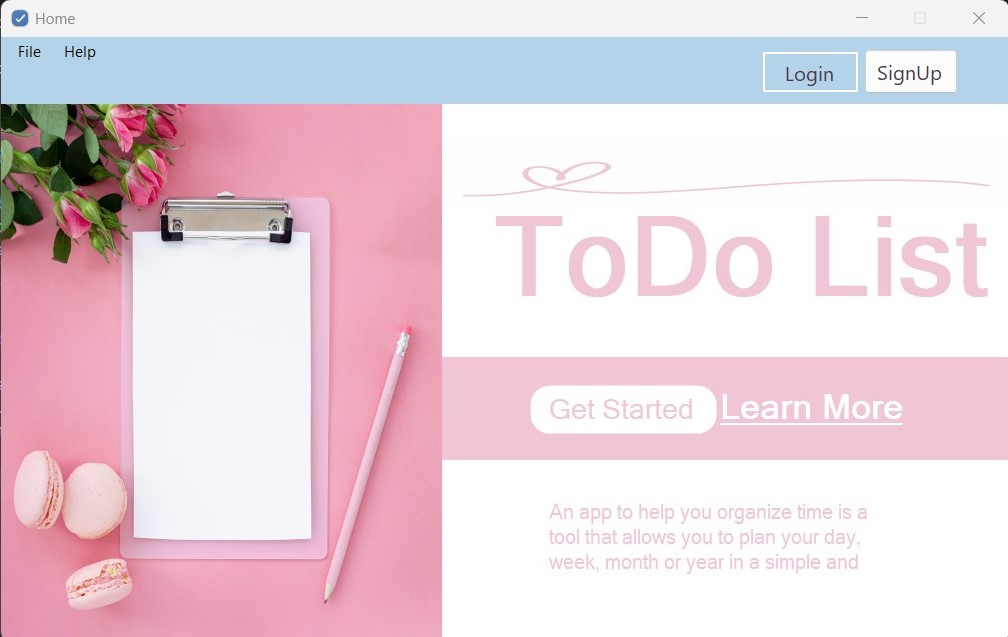 Home
File Help
Login SignUp
ToDo List
Get Started Learn More
An app to help you organize time is a
tool that allows you to plan your day,
week, month or year in a simple and